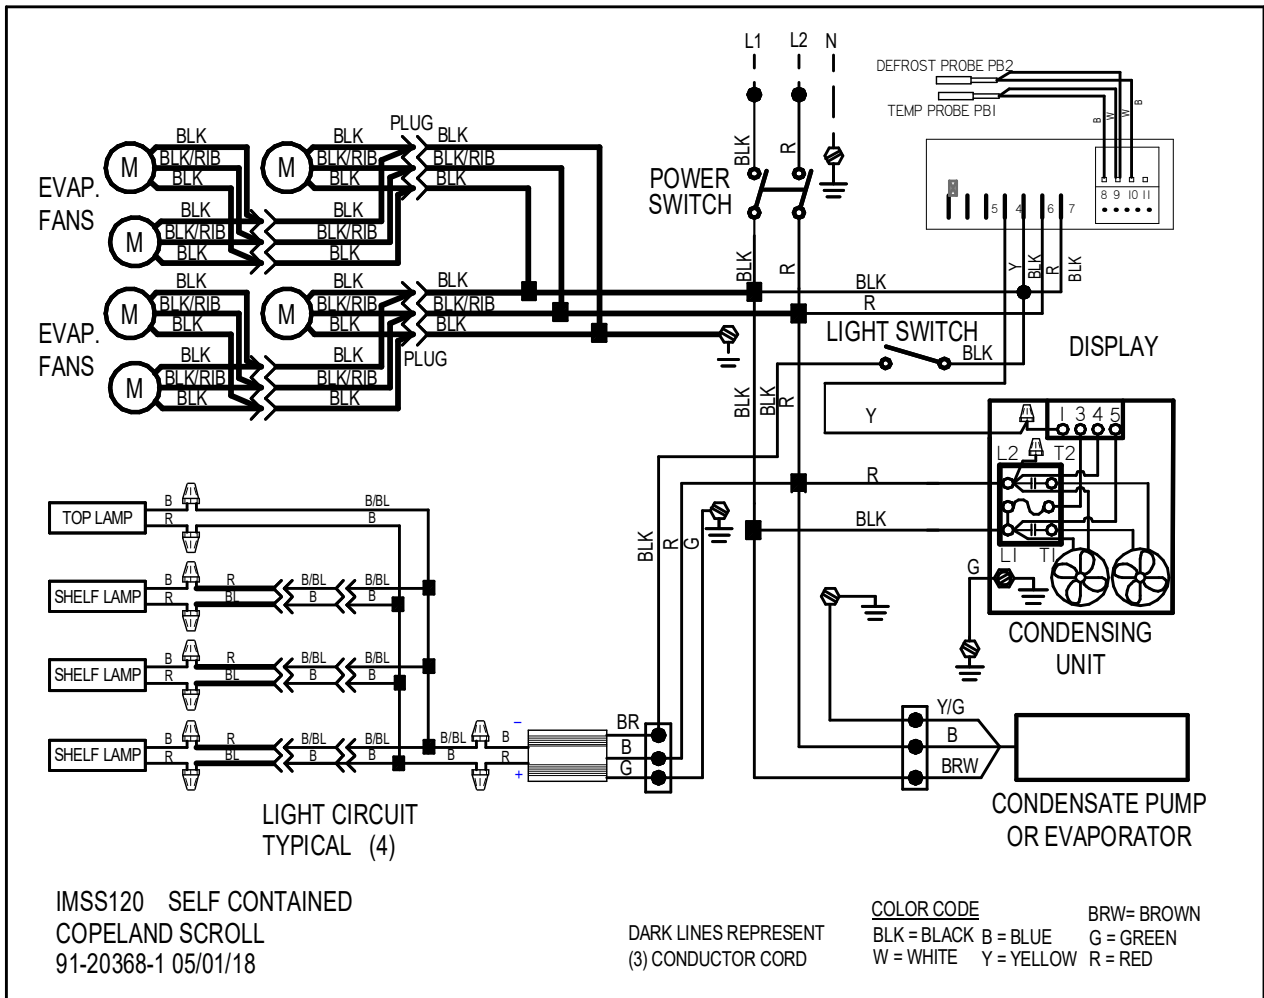 L1 L2 N
DEFROST PROBE PB2
TEMP PROBE PB1
B W W B
PLUG
BLK BLK BLK
BLK/RIB BLK/RIB BLK/RIB
BLK BLK BLK
M M
EVAP.
FANS
BLK BLK
BLK/RIB BLK/RIB
BLK BLK
M
POWER
SWITCH
BLK R
8 9 10 11
5 4 6 7
BLK R
Y BLK R BLK
BLK BLK BLK
BLK/RIB BLK/RIB BLK/RIB
BLK BLK BLK
M M
EVAP.
FANS
BLK BLK
BLK/RIB BLK/RIB
BLK BLK
M
PLUG
BLK
R
LIGHT SWITCH
BLK
DISPLAY
BLK BLK R
Y
1 3 4 5
L2 T2
R
BLK
L1 T1
G
CONDENSING
UNIT
TOP LAMP
B B/BL
R B
SHELF LAMP
B R B/BL B/BL
R BL B B
SHELF LAMP
B R B/BL B/BL
R BL B B
SHELF LAMP
B R B/BL B/BL B/BL B
R BL B B B R
–
+
BLK R G
BR
B
G
Y/G
B
BRW
CONDENSATE PUMP
OR EVAPORATOR
LIGHT CIRCUIT
TYPICAL (4)
IMSS120 SELF CONTAINED
COPELAND SCROLL
91-20368-1 05/01/18
DARK LINES REPRESENT
(3) CONDUCTOR CORD
COLOR CODE
BLK = BLACK B = BLUE
W = WHITE Y = YELLOW
BRW= BROWN
G = GREEN
R = RED